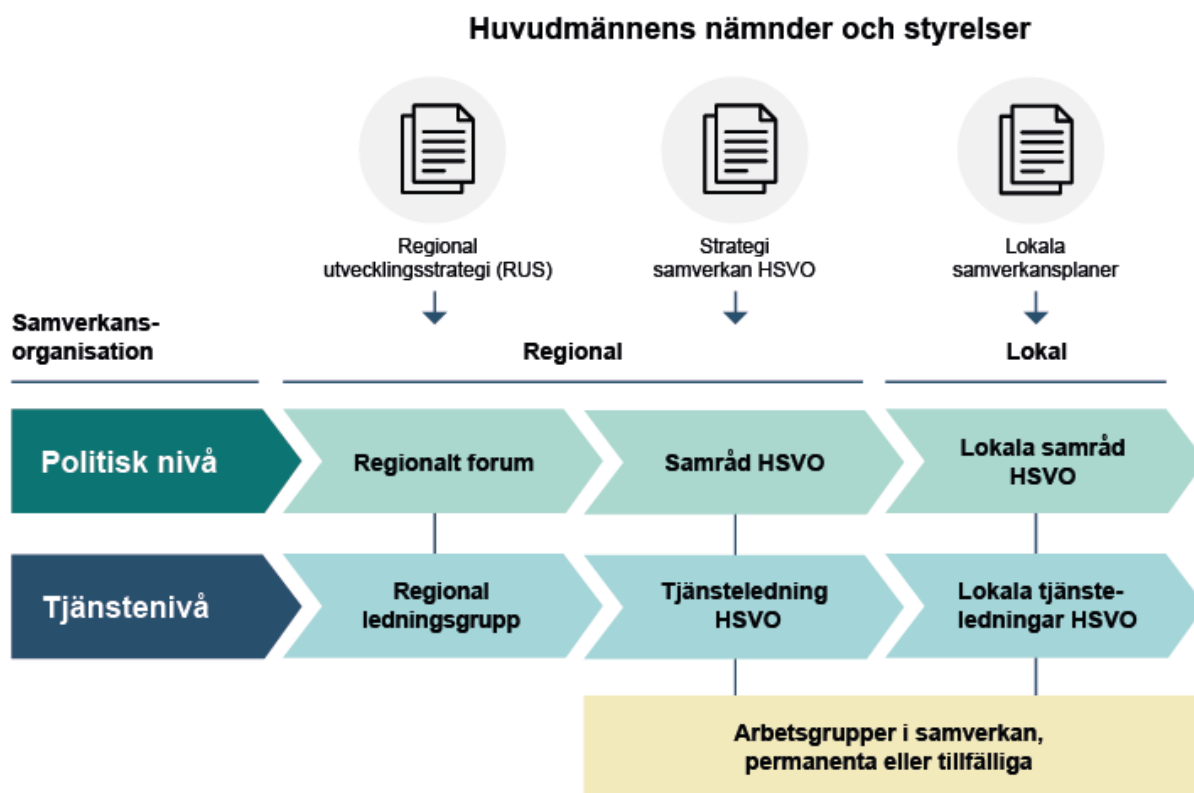 Huvudmännens nämnder och styrelser
Regional
utvecklingsstrategi (RUS)
Strategi
samverkan HSVO
Lokala
samverkansplaner
Samverkans-
organisation
Regional
Lokal
Politisk nivå
Regionalt forum
Samråd HSVO
Lokala samråd
HSVO
Tjänstenivå
Regional
ledningsgrupp
Tjänsteledning
HSVO
Lokala tjänste-
ledningar HSVO
Arbetsgrupper i samverkan,
permanenta eller tillfälliga